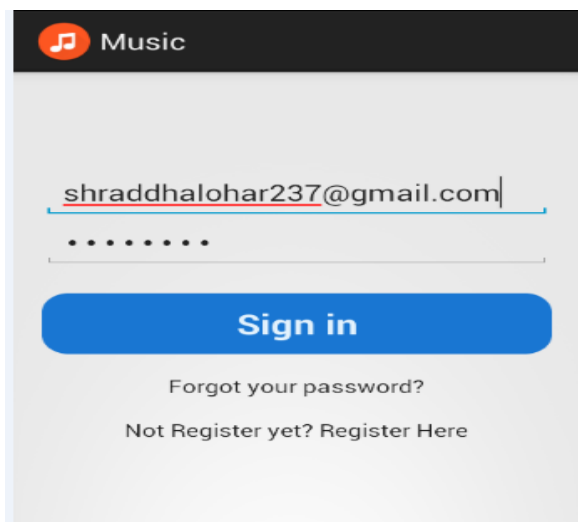 Music
shraddhalohar237@gmail.com
••••••••
Sign in
Forgot your password?
Not Register yet? Register Here